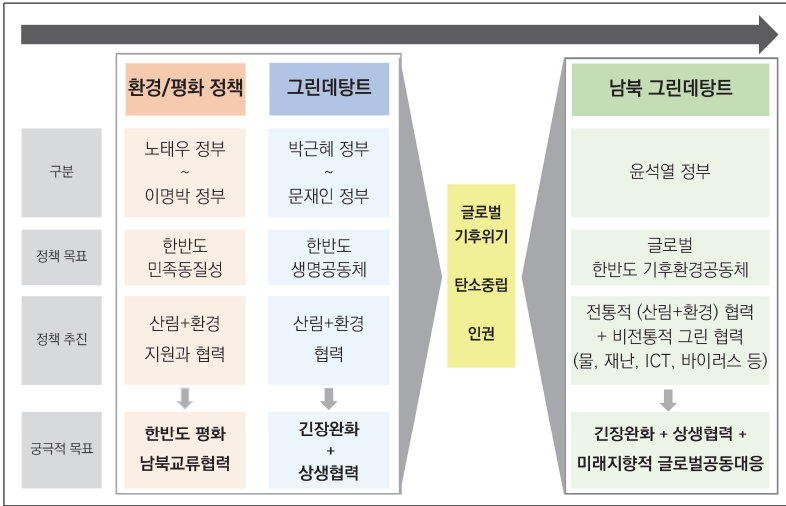 환경/평화 정책
그린데탕트
남북 그린데탕트
구분
노태우 정부
~
이명박 정부
박근혜 정부
~
문재인 정부
윤석열 정부
글로벌
기후위기
탄소중립
인권
정책 목표
한반도
민족동질성
한반도
생명공동체
글로벌
한반도 기후환경공동체
정책 추진
산림+환경
지원과 협력
산림+환경
협력
전통적 (산림+환경) 협력
+ 비전통적 그린 협력
(물, 재난, ICT, 바이러스 등)
궁극적 목표
한반도 평화
남북교류협력
긴장완화
+
상생협력
긴장완화 + 상생협력 +
미래지향적 글로벌공동대응